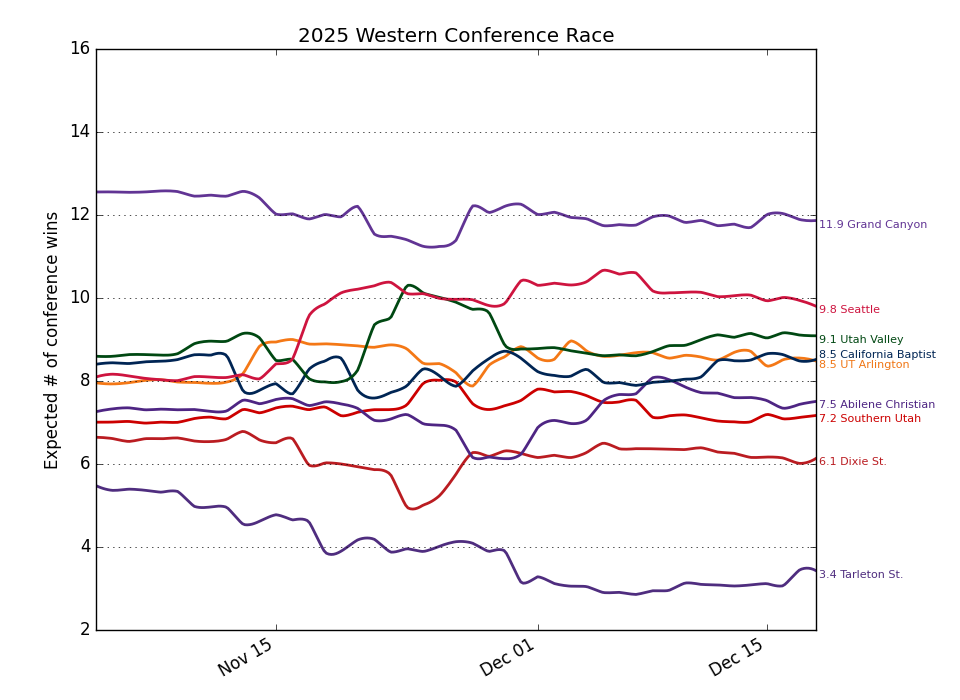 2025 Western Conference Race
Expected # of conference wins
16
14
12
10
8
6
4
2
11.9 Grand Canyon
9.8 Seattle
9.1 Utah Valley
8.5 California Baptist
8.5 UT Arlington
7.5 Abilene Christian
7.2 Southern Utah
6.1 Dixie St.
3.4 Tarleton St.
Nov 15
Dec 01
Dec 15